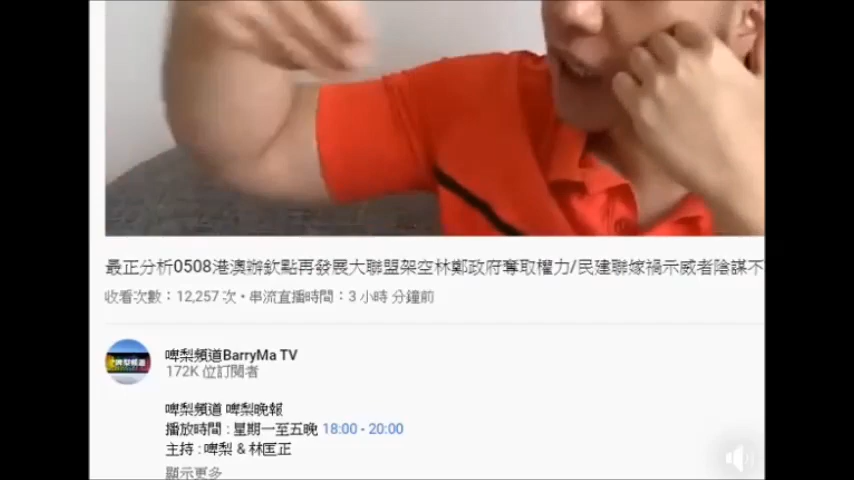 最正分析0508港澳辦欽點再發展大聯盟架空林鄭政府奪取權力/民建聯嫁禍示威者陰謀不
收看次數：12,257 次 • 串流直播時間：3 小時 分鐘前
啤梨頻道BarryMa TV
172K 位訂閱者
啤梨頻道 啤梨晚報
播放時間 : 星期一至五晚 18:00 - 20:00
主持 : 啤梨 & 林匡正
顯示更多